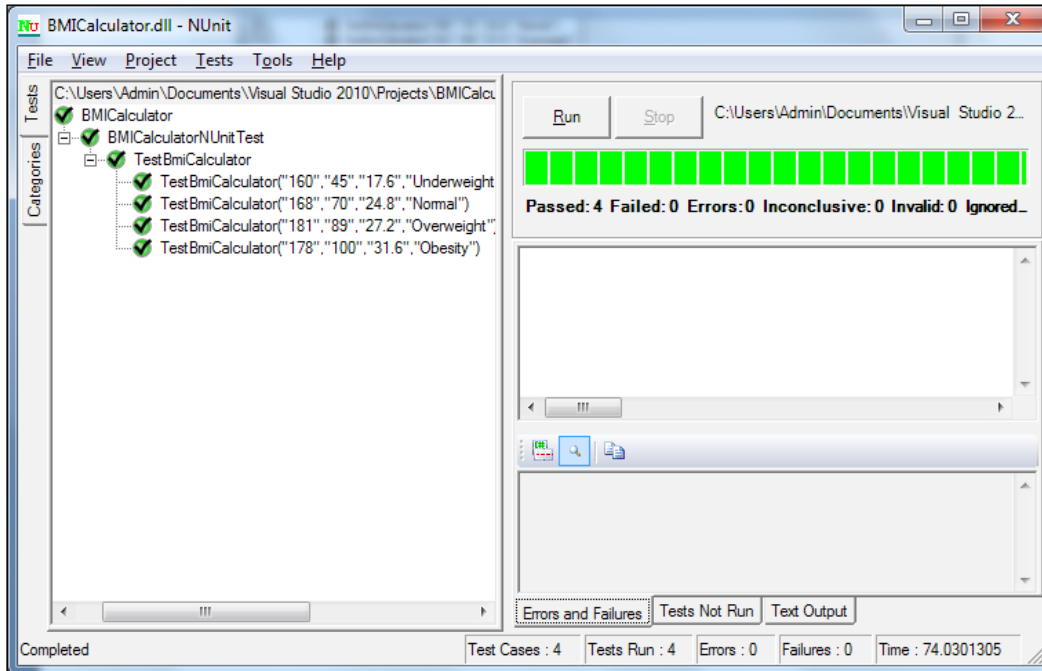 BMICalculator.dll - NUnit
File View Project Tests Tools Help
Tests
Categories
C:\Users\Admin\Documents\Visual Studio 2010\Projects\BMICalcu
BMICalculator
BMICalculatorNUnitTest
TestBmiCalculator
TestBmiCalculator("160","45","17.6","Underweight
TestBmiCalculator("168","70","24.8","Normal")
TestBmiCalculator("181","89","27.2","Overweight")
TestBmiCalculator("178","100","31.6","Obesity")
Run Stop C:\Users\Admin\Documents\Visual Studio 2...
Passed: 4 Failed: 0 Errors: 0 Inconclusive: 0 Invalid: 0 Ignored...
Errors and Failures Tests Not Run Text Output
Completed Test Cases : 4 Tests Run : 4 Errors : 0 Failures : 0 Time : 74.0301305